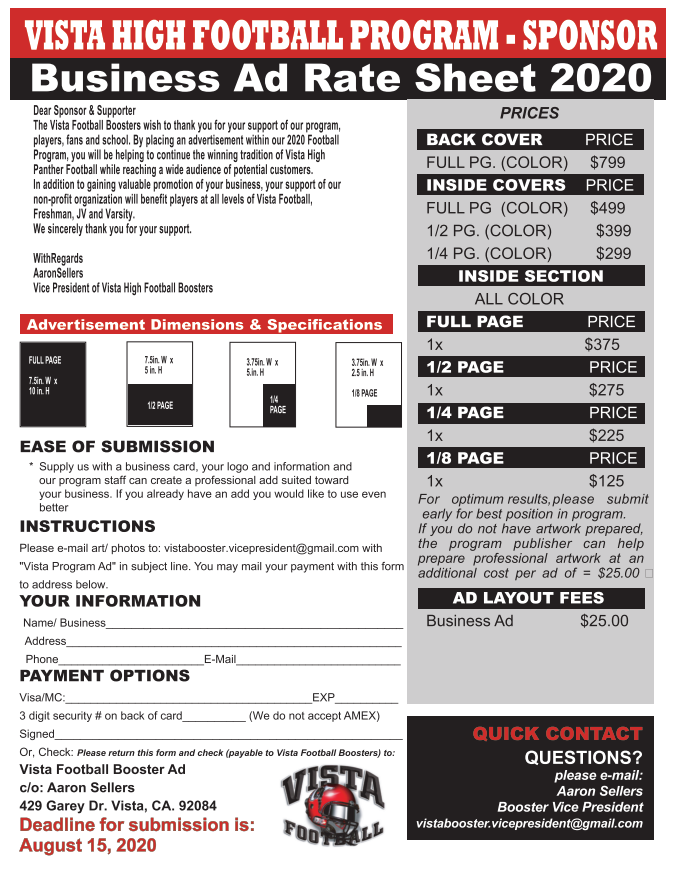 VISTA HIGH FOOTBALL PROGRAM - SPONSOR
Business Ad Rate Sheet 2020
Dear Sponsor & Supporter
The Vista Football Boosters wish to thank you for your support of our program,
players, fans and school. By placing an advertisement within our 2020 Football
Program, you will be helping to continue the winning tradition of Vista High
Panther Football while reaching a wide audience of potential customers.
In addition to gaining valuable promotion of your business, your support of our
non-profit organization will benefit players at all levels of Vista Football,
Freshman, JV and Varsity.
We sincerely thank you for your support.
WithRegards
AaronSellers
Vice President of Vista High Football Boosters
Advertisement Dimensions & Specifications
FULL PAGE
7.5in. W x
10 in. H
7.5in. W x
5 in. H
1/2 PAGE
3.75in. W x
5.in. H
1/4
PAGE
3.75in. W x
2.5 in. H
1/8 PAGE
EASE OF SUBMISSION
* Supply us with a business card, your logo and information and
our program staff can create a professional add suited toward
your business. If you already have an add you would like to use even
better
INSTRUCTIONS
Please e-mail art/ photos to: vistabooster.vicepresident@gmail.com with
"Vista Program Ad" in subject line. You may mail your payment with this form
to address below.
YOUR INFORMATION
Name/ Business________________________________________________
Address______________________________________________________
Phone_______________________E-Mail__________________________
PAYMENT OPTIONS
Visa/MC:_______________________________________EXP__________
3 digit security # on back of card__________ (We do not accept AMEX)
Signed________________________________________________________
Or, Check: Please return this form and check (payable to Vista Football Boosters) to:
Vista Football Booster Ad
c/o: Aaron Sellers
429 Garey Dr. Vista, CA. 92084
Deadline for submission is:
August 15, 2020
VISTA
FOOTBALL
PRICES
BACK COVER PRICE
FULL PG. (COLOR) $799
INSIDE COVERS PRICE
FULL PG (COLOR) $499
1/2 PG. (COLOR) $399
1/4 PG. (COLOR) $299
INSIDE SECTION
ALL COLOR
FULL PAGE PRICE
1x $375
1/2 PAGE PRICE
1x $275
1/4 PAGE PRICE
1x $225
1/8 PAGE PRICE
1x $125
For optimum results, please submit
early for best position in program.
If you do not have artwork prepared,
the program publisher can help
prepare professional artwork at an
additional cost per ad of = $25.00 □
AD LAYOUT FEES
Business Ad $25.00
QUICK CONTACT
QUESTIONS?
please e-mail:
Aaron Sellers
Booster Vice President
vistabooster.vicepresident@gmail.com